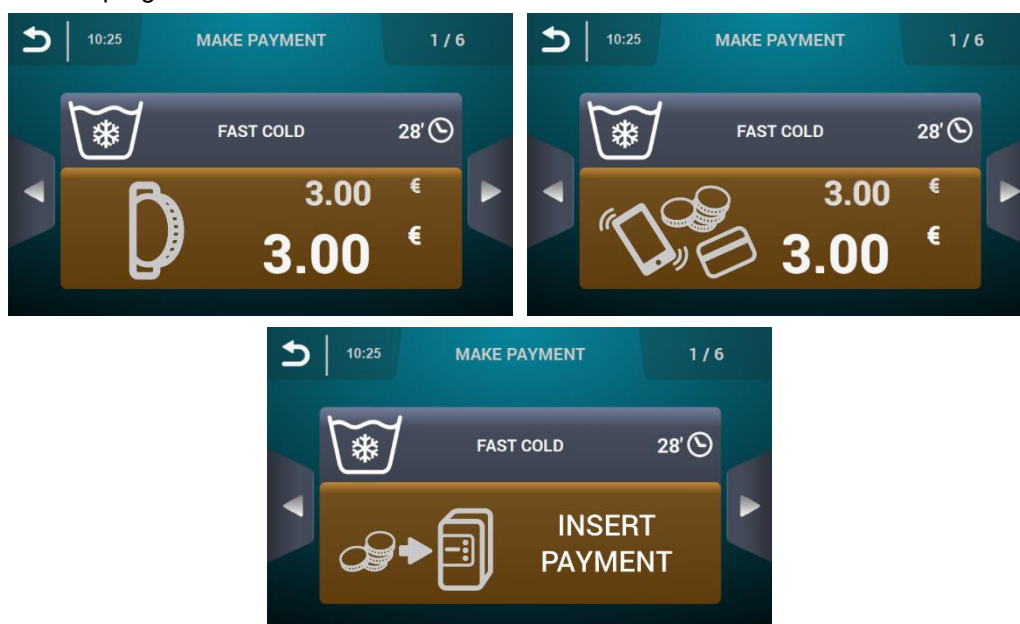 10:25 MAKE PAYMENT 1 / 6
FAST COLD 28'
3.00 €
3.00 €
10:25 MAKE PAYMENT 1 / 6
FAST COLD 28'
3.00 €
3.00 €
10:25 MAKE PAYMENT 1 / 6
FAST COLD 28'
INSERT
PAYMENT